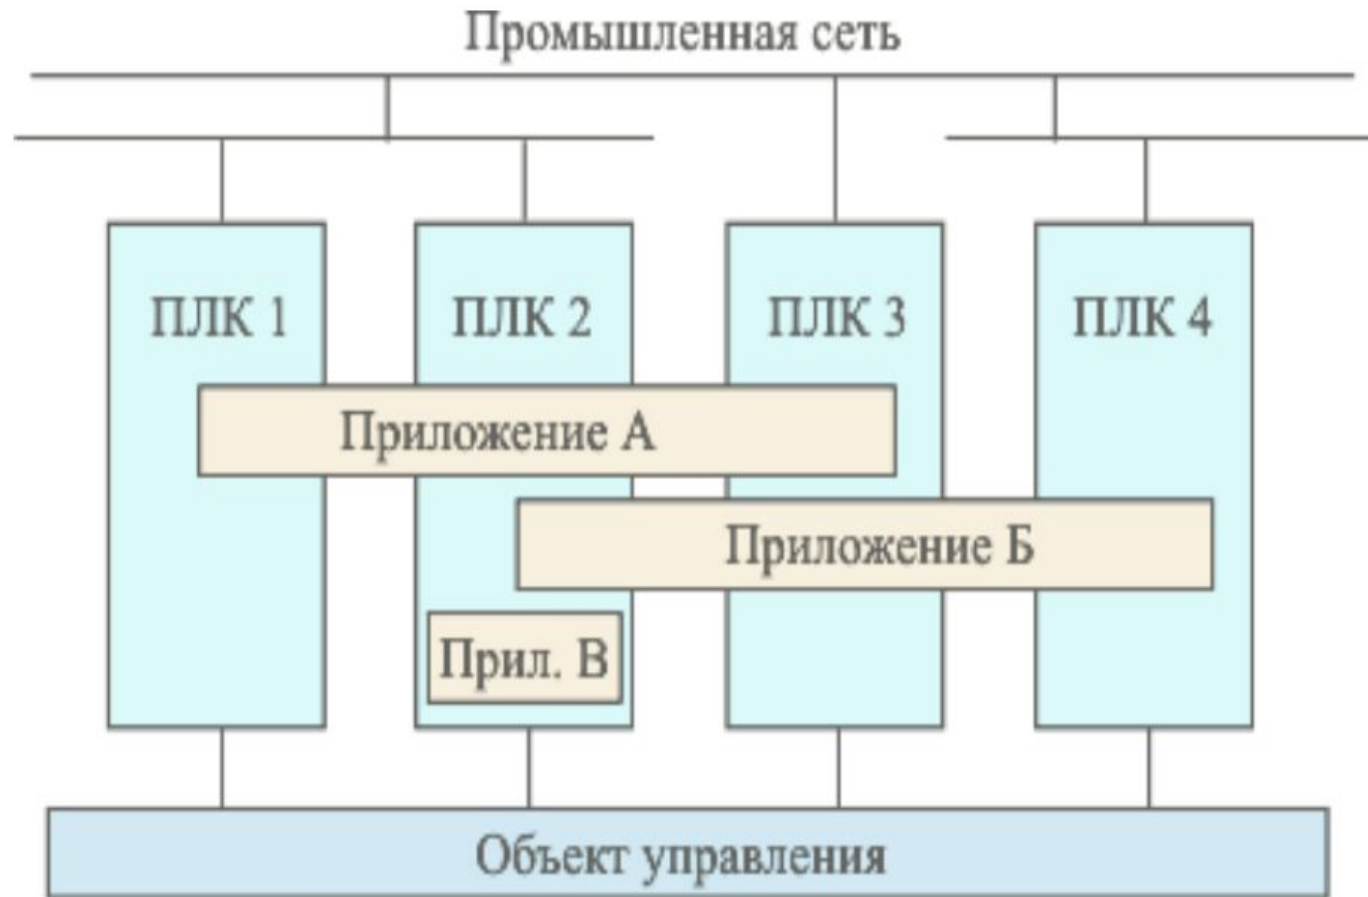 Промышленная сеть
ПЛК 1
ПЛК 2
ПЛК 3
ПЛК 4
Приложение А
Приложение Б
Прил. В
Объект управления